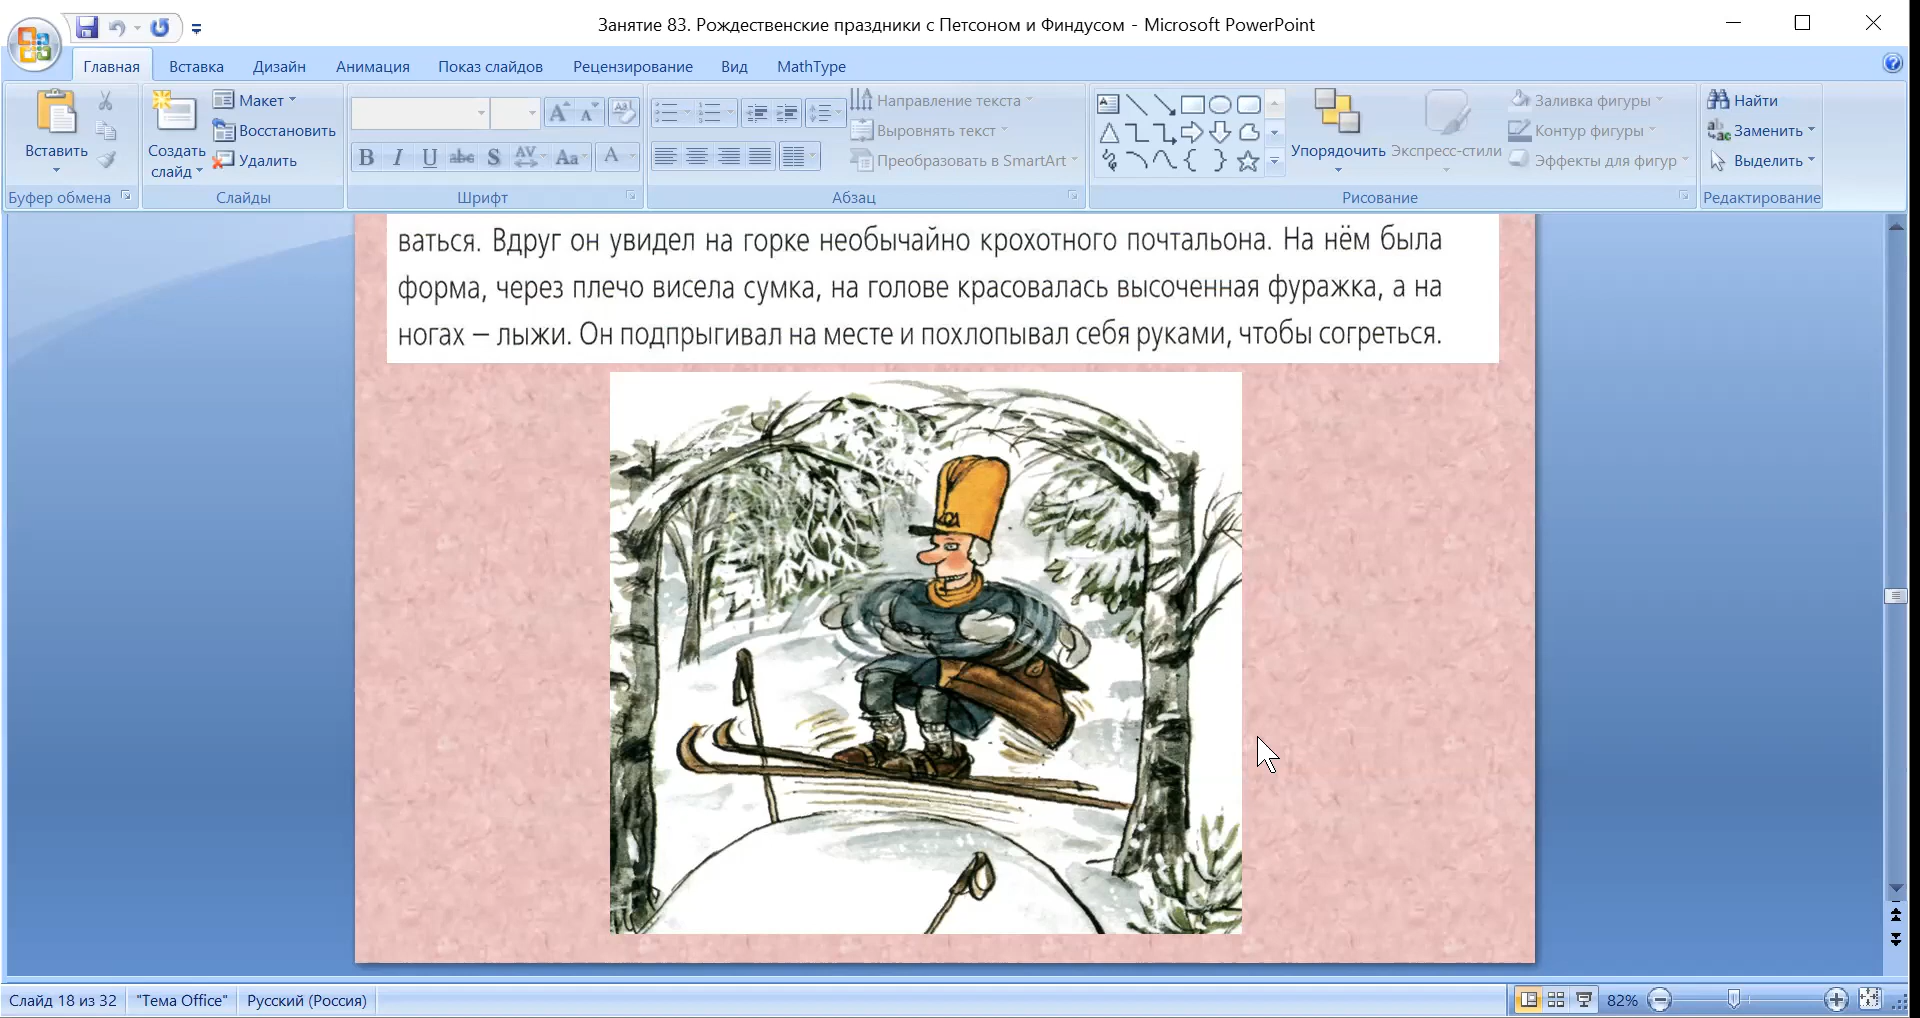 Занятие 83. Рождественские праздники с Петсоном и Финдусом - Microsoft PowerPoint
Главная Вставка Дизайн Анимация Показ слайдов Рецензирование Вид MathType
Вставить
Буфер обмена
Создать слайд
Макет
Восстановить
Удалить
Слайды
Ж К Ч abc S AV Aa A
Шрифт
Направление текста
Выровнять текст
Преобразовать в SmartArt
Абзац
Упорядочить
Экспресс-стили
Заливка фигуры
Контур фигуры
Эффекты для фигур
Рисование
Найти
Заменить
Выделить
Редактирование
ваться. Вдруг он увидел на горке необычайно крохотного почтальона. На нём была
форма, через плечо висела сумка, на голове красовалась высоченная фуражка, а на
ногах – лыжи. Он подпрыгивал на месте и похлопывал себя руками, чтобы согреться.
Слайд 18 из 32 "Тема Office" Русский (Россия) 82%